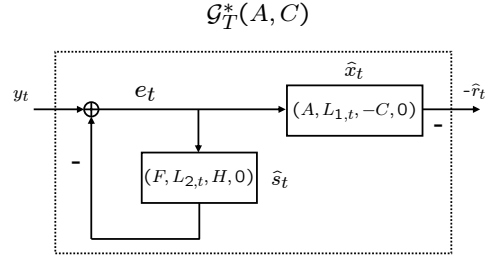 𝒢*_T(A, C)
x̂_t
y_t
e_t
(A, L_{1,t}, −C, 0)
-r̂_t
-
-
(F, L_{2,t}, H, 0)
ŝ_t